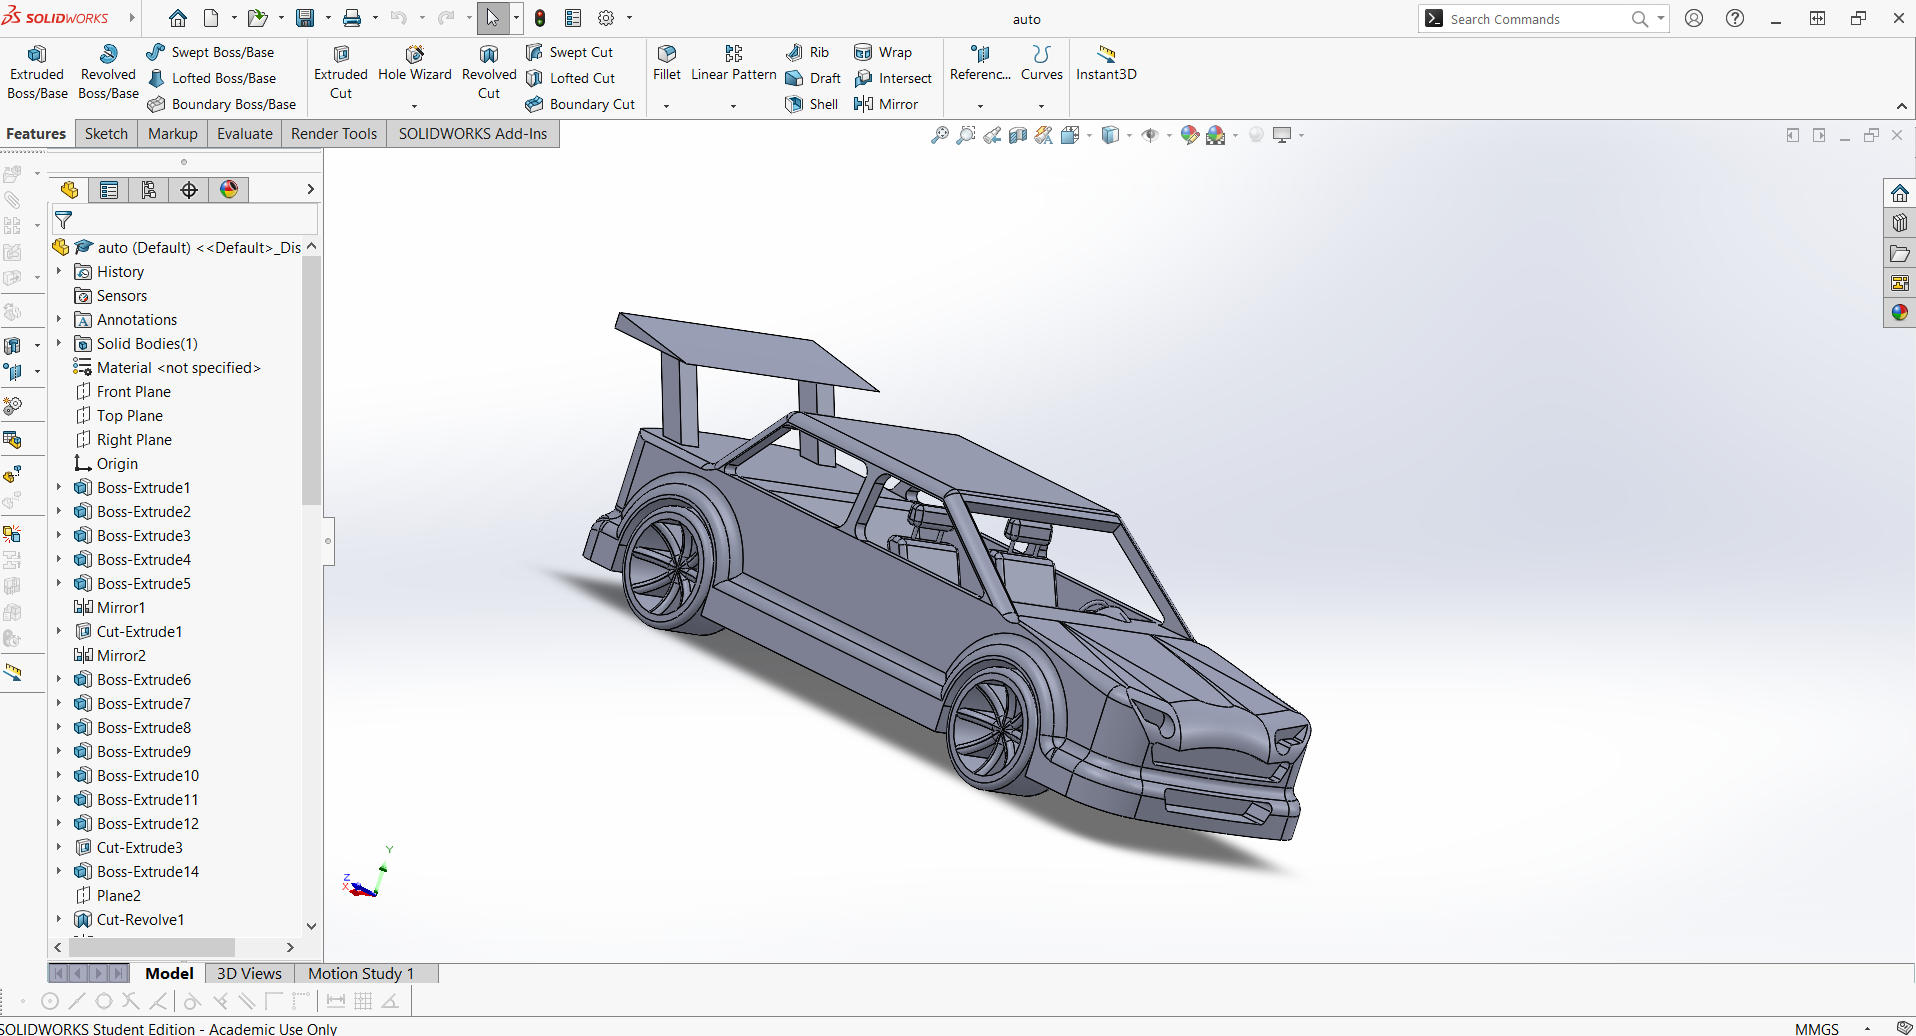 SOLIDWORKS
auto
Search Commands
Extruded Boss/Base
Revolved Boss/Base
Swept Boss/Base
Lofted Boss/Base
Boundary Boss/Base
Extruded Cut
Hole Wizard
Revolved Cut
Swept Cut
Lofted Cut
Boundary Cut
Fillet
Linear Pattern
Rib
Draft
Shell
Wrap
Intersect
Mirror
Referenc...
Curves
Instant3D
Features
Sketch
Markup
Evaluate
Render Tools
SOLIDWORKS Add-Ins
auto (Default) <<Default>_Dis
History
Sensors
Annotations
Solid Bodies(1)
Material <not specified>
Front Plane
Top Plane
Right Plane
Origin
Boss-Extrude1
Boss-Extrude2
Boss-Extrude3
Boss-Extrude4
Boss-Extrude5
Mirror1
Cut-Extrude1
Mirror2
Boss-Extrude6
Boss-Extrude7
Boss-Extrude8
Boss-Extrude9
Boss-Extrude10
Boss-Extrude11
Boss-Extrude12
Cut-Extrude3
Boss-Extrude14
Plane2
Cut-Revolve1
Y
Z
X
Model
3D Views
Motion Study 1
SOLIDWORKS Student Edition - Academic Use Only
MMGS